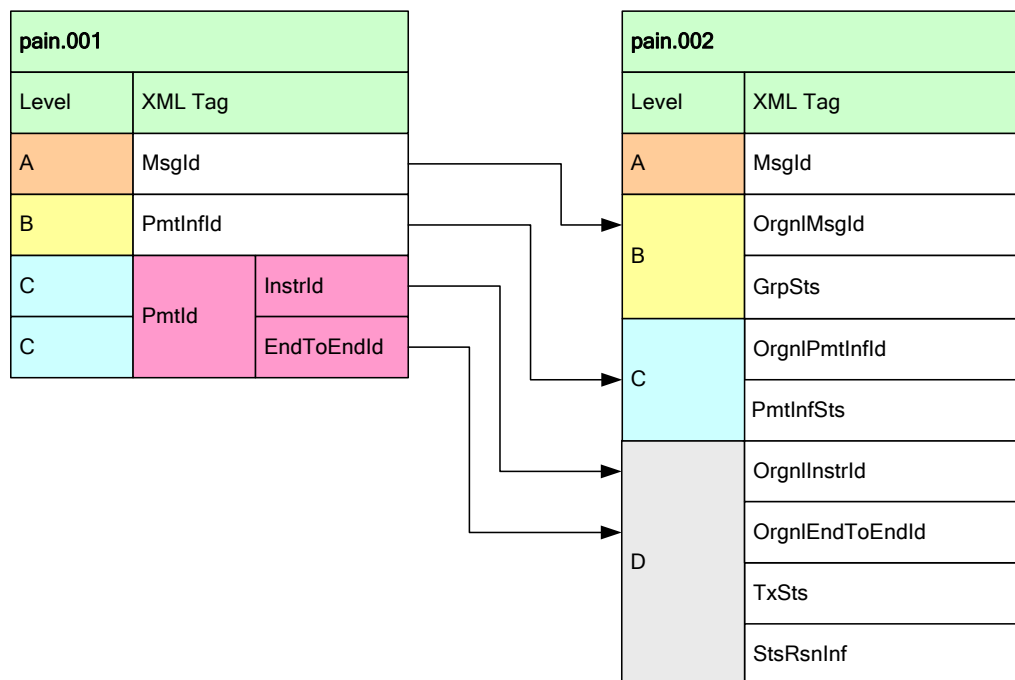 pain.001
Level XML Tag
A MsgId
B PmtInfId
C PmtId InstrId
C EndToEndId
pain.002
Level XML Tag
A MsgId
B OrgnlMsgId
GrpSts
C OrgnlPmtInfId
PmtInfSts
D OrgnlInstrId
OrgnlEndToEndId
TxSts
StsRsnInf